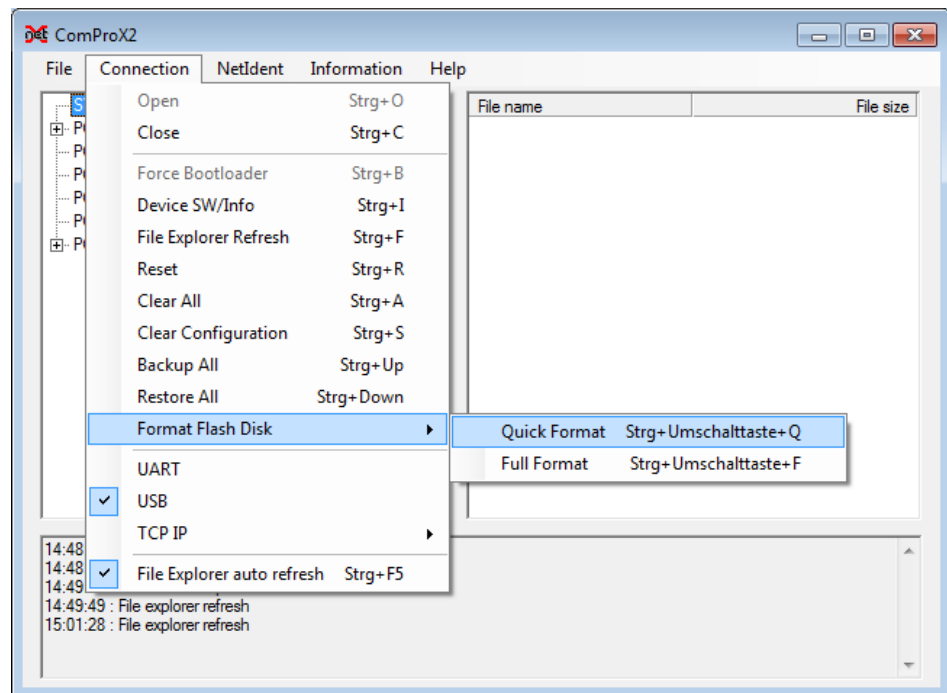 ComProX2
File Connection NetIdent Information Help
Open Strg+O
Close Strg+C
Force Bootloader Strg+B
Device SW/Info Strg+I
File Explorer Refresh Strg+F
Reset Strg+R
Clear All Strg+A
Clear Configuration Strg+S
Backup All Strg+Up
Restore All Strg+Down
Format Flash Disk
UART
USB
TCP IP
File Explorer auto refresh Strg+F5
Quick Format Strg+Umschalttaste+Q
Full Format Strg+Umschalttaste+F
File name File size
14:48
14:48
14:49
14:49:49 : File explorer refresh
15:01:28 : File explorer refresh